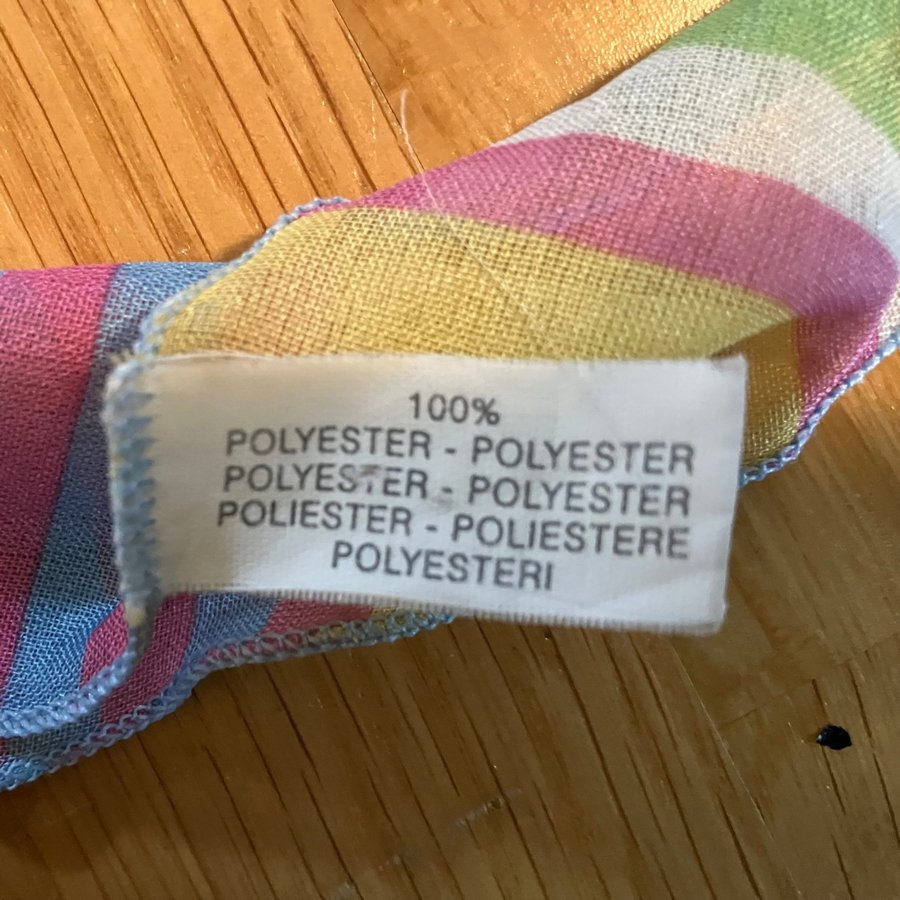 100%
POLYESTER - POLYESTER
POLYESTER - POLYESTER
POLIESTER - POLIESTERE
POLYESTERI